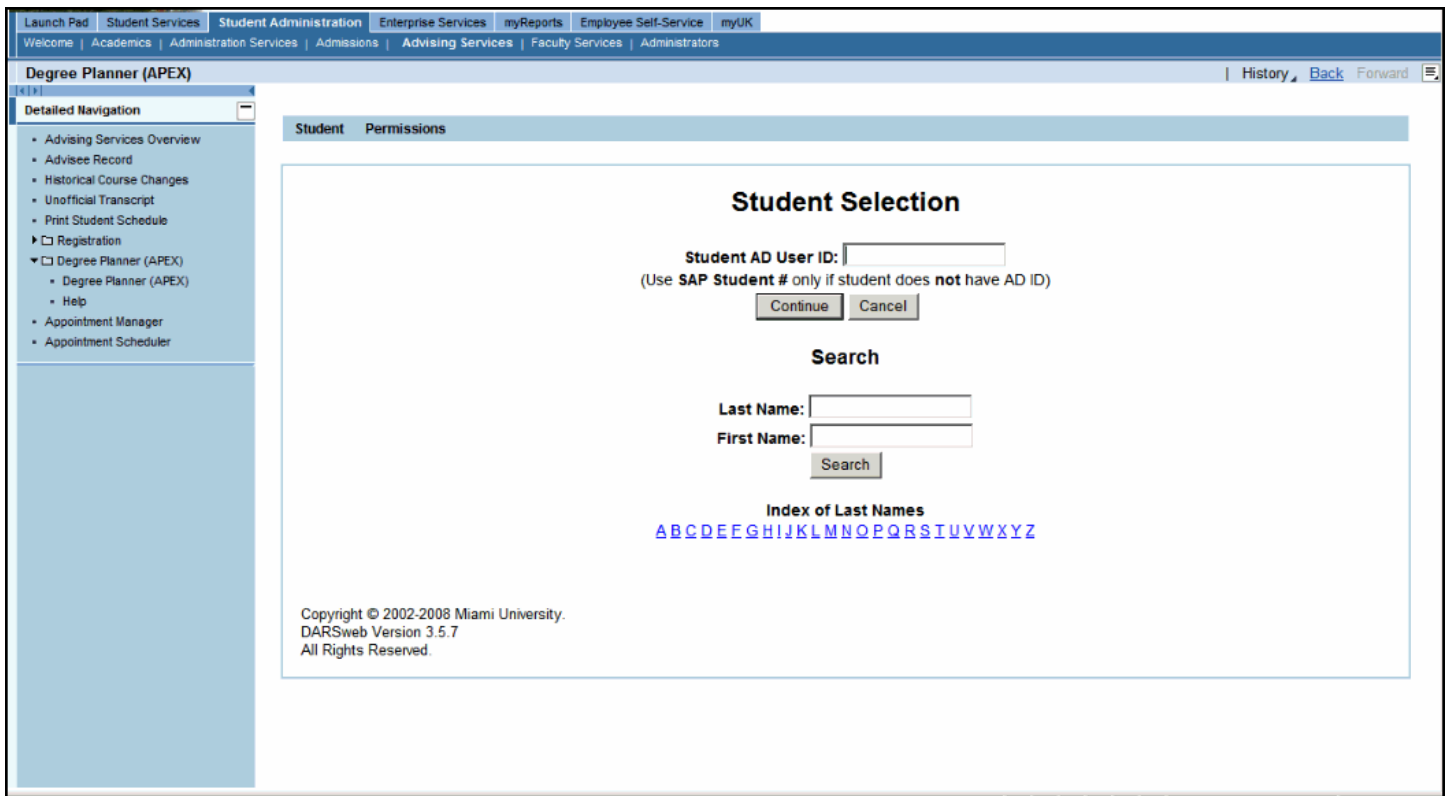 Launch Pad Student Services Student Administration Enterprise Services myReports Employee Self-Service myUK
Welcome | Academics | Administration Services | Admissions | Advising Services | Faculty Services | Administrators
Degree Planner (APEX) | History Back Forward
Detailed Navigation
Advising Services Overview
Advisee Record
Historical Course Changes
Unofficial Transcript
Print Student Schedule
Registration
Degree Planner (APEX)
Degree Planner (APEX)
Help
Appointment Manager
Appointment Scheduler
Student Permissions
Student Selection
Student AD User ID:
(Use SAP Student # only if student does not have AD ID)
Continue Cancel
Search
Last Name:
First Name:
Search
Index of Last Names
A B C D E F G H I J K L M N O P Q R S T U V W X Y Z
Copyright © 2002-2008 Miami University.
DARSweb Version 3.5.7
All Rights Reserved.